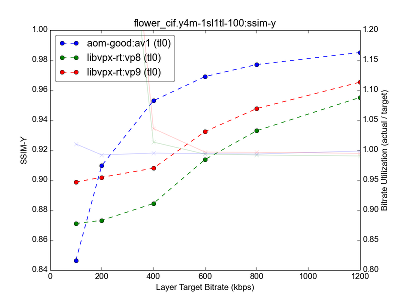 flower_cif.y4m-1sl1tl-100:ssim-y
1.00
0.98
0.96
0.94
0.92
0.90
0.88
0.86
0.84
SSIM-Y
aom-good:av1 (tl0)
libvpx-rt:vp8 (tl0)
libvpx-rt:vp9 (tl0)
1.20
1.15
1.10
1.05
1.00
0.95
0.90
0.85
0.80
Bitrate Utilization (actual / target)
0 200 400 600 800 1000 1200
Layer Target Bitrate (kbps)